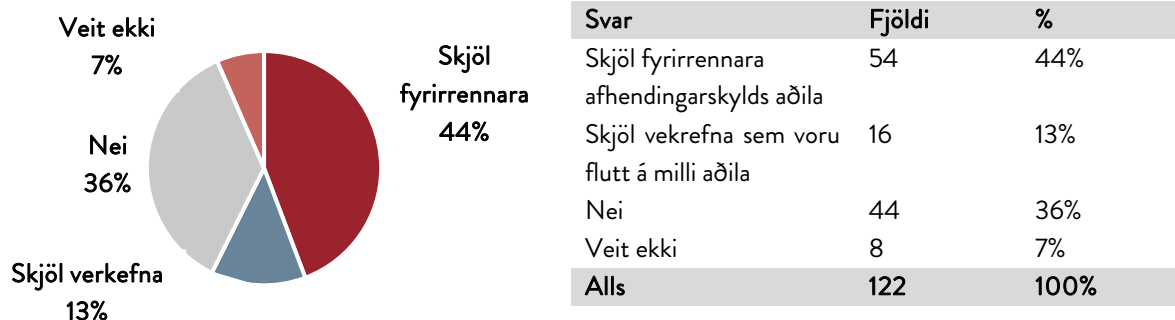 Veit ekki
7%
Skjöl
fyrirrennara
44%
Nei
36%
Skjöl verkefna
13%
Svar Fjöldi %
Skjöl fyrirrennara 54 44%
afhendingarskylds aðila
Skjöl vekrefna sem voru 16 13%
flutt á milli aðila
Nei 44 36%
Veit ekki 8 7%
Alls 122 100%